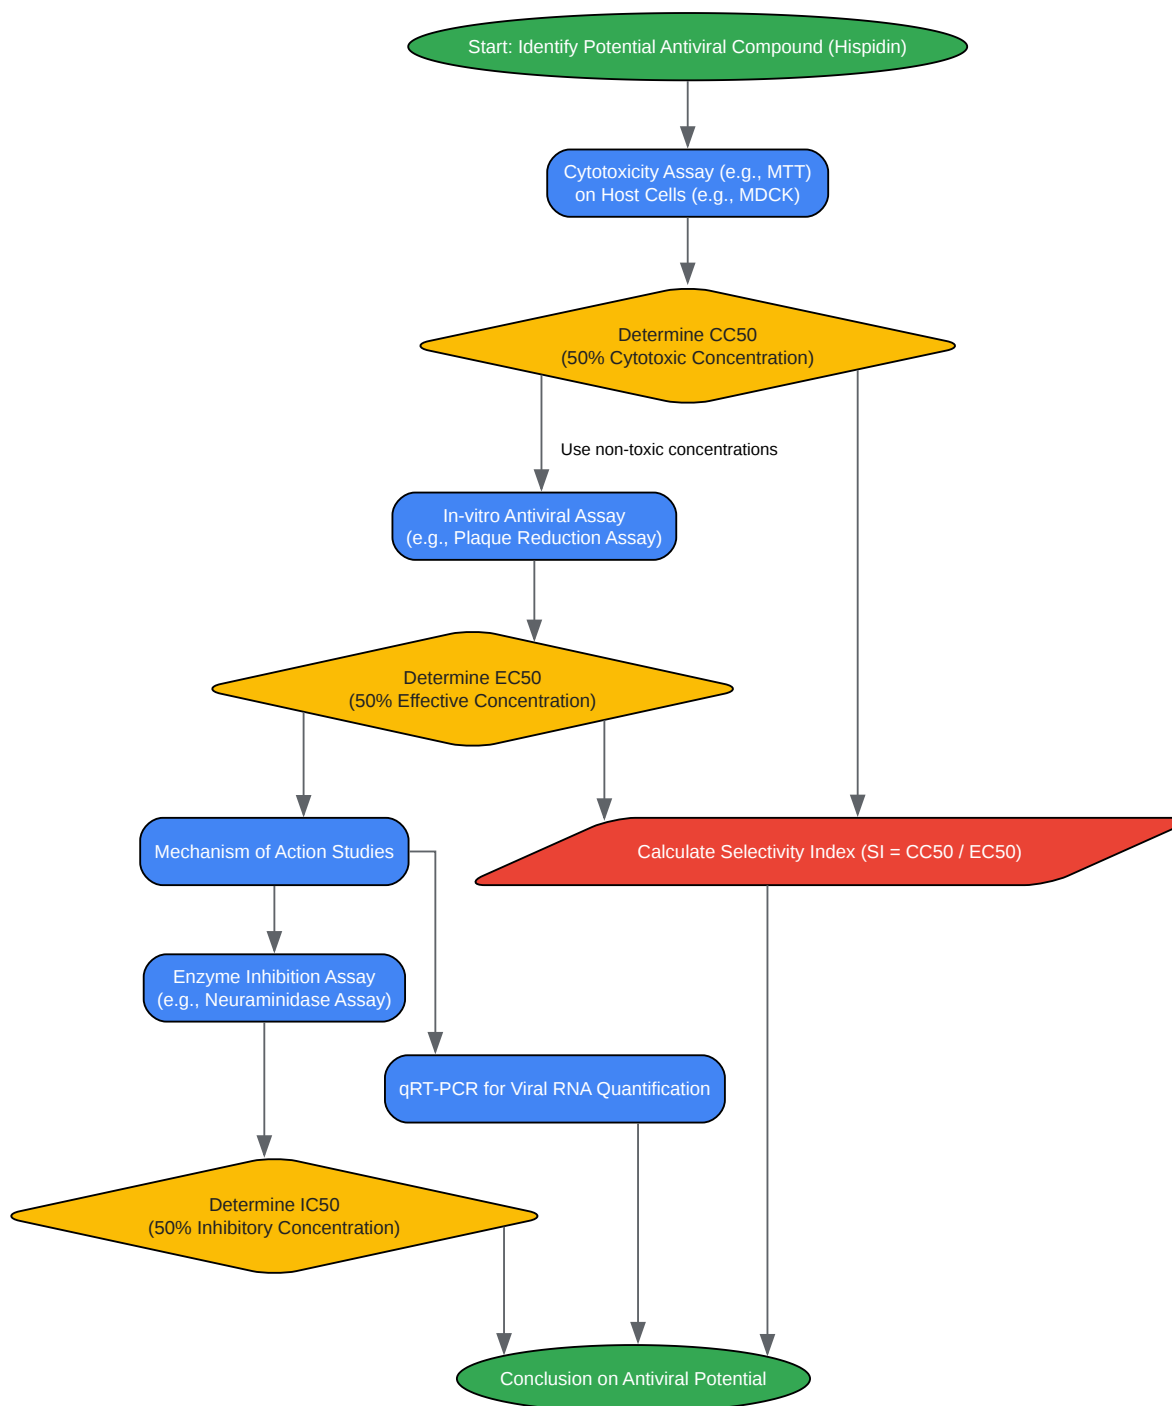 Start: Identify Potential Antiviral Compound (Hispidin)
Cytotoxicity Assay (e.g., MTT)
on Host Cells (e.g., MDCK)
Determine CC50
(50% Cytotoxic Concentration)
Use non-toxic concentrations
In-vitro Antiviral Assay
(e.g., Plaque Reduction Assay)
Determine EC50
(50% Effective Concentration)
Mechanism of Action Studies
Calculate Selectivity Index (SI = CC50 / EC50)
Enzyme Inhibition Assay
(e.g., Neuraminidase Assay)
qRT-PCR for Viral RNA Quantification
Determine IC50
(50% Inhibitory Concentration)
Conclusion on Antiviral Potential